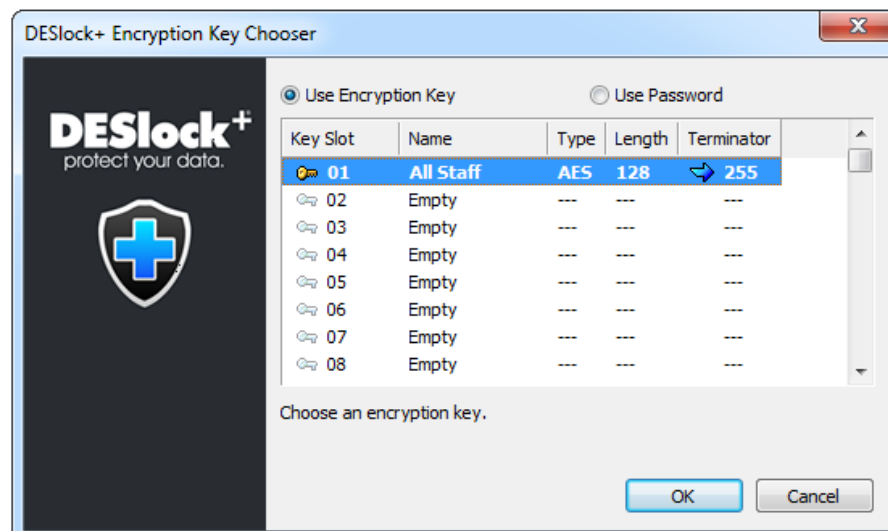 DESlock+ Encryption Key Chooser
DESlock+
protect your data.
Use Encryption Key Use Password
Key Slot Name Type Length Terminator
01 All Staff AES 128 255
02 Empty --- --- ---
03 Empty --- --- ---
04 Empty --- --- ---
05 Empty --- --- ---
06 Empty --- --- ---
07 Empty --- --- ---
08 Empty --- --- ---
Choose an encryption key.
OK Cancel